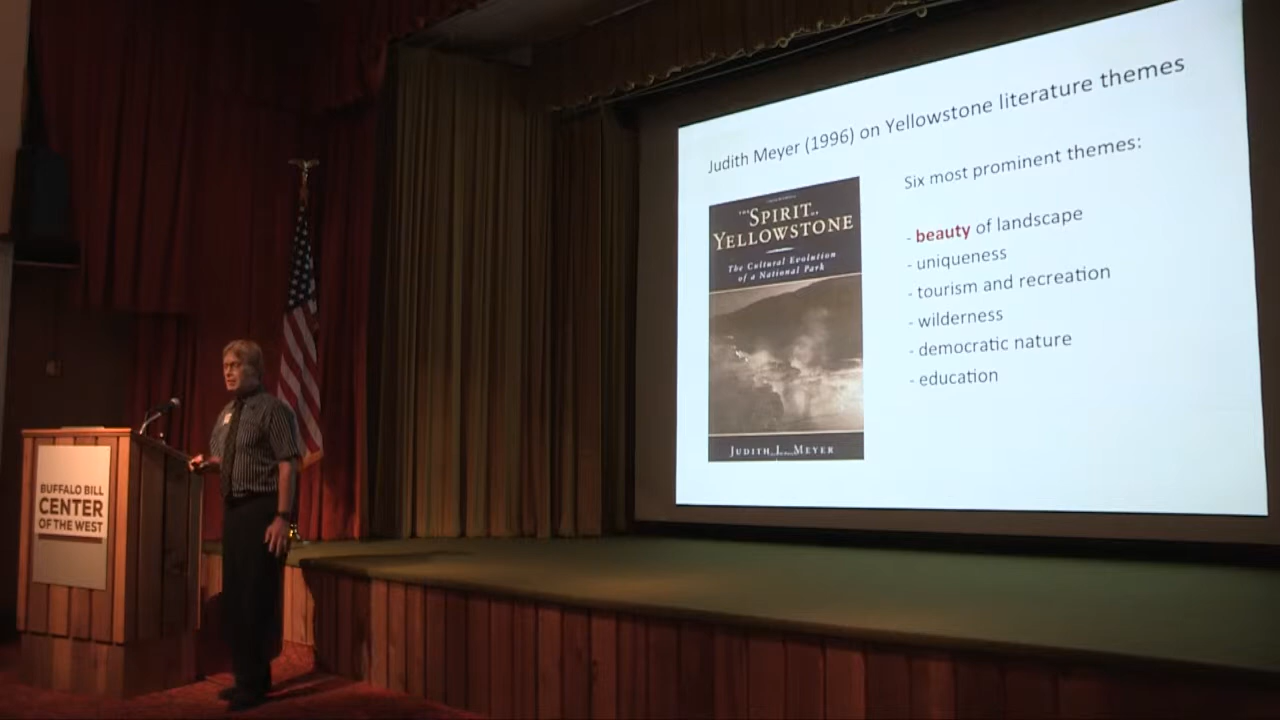 Judith Meyer (1996) on Yellowstone literature themes
Six most prominent themes:
- beauty of landscape
- uniqueness
- tourism and recreation
- wilderness
- democratic nature
- education
THE SPIRIT OF
YELLOWSTONE
The Cultural Evolution
of a National Park
JUDITH L. MEYER
BUFFALO BILL
CENTER
OF THE WEST